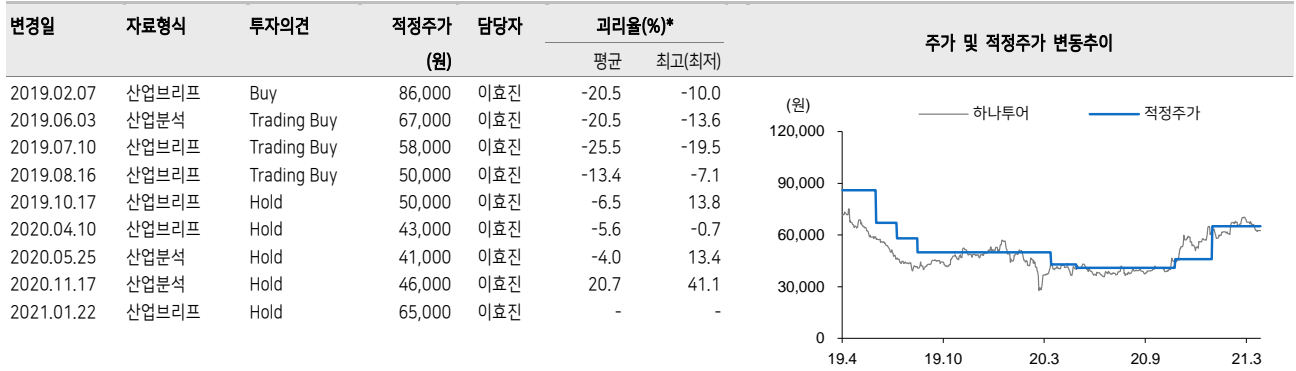 변경일 자료형식 투자의견 적정주가 담당자 괴리율(%)*
(원) 평균 최고(최저)
2019.02.07 산업브리프 Buy 86,000 이효진 -20.5 -10.0
2019.06.03 산업분석 Trading Buy 67,000 이효진 -20.5 -13.6
2019.07.10 산업브리프 Trading Buy 58,000 이효진 -25.5 -19.5
2019.08.16 산업브리프 Trading Buy 50,000 이효진 -13.4 -7.1
2019.10.17 산업브리프 Hold 50,000 이효진 -6.5 13.8
2020.04.10 산업브리프 Hold 43,000 이효진 -5.6 -0.7
2020.05.25 산업분석 Hold 41,000 이효진 -4.0 13.4
2020.11.17 산업분석 Hold 46,000 이효진 20.7 41.1
2021.01.22 산업브리프 Hold 65,000 이효진 - -
주가 및 적정주가 변동추이
(원) 하나투어 적정주가
120,000
90,000
60,000
30,000
0
19.4 19.10 20.3 20.9 21.3